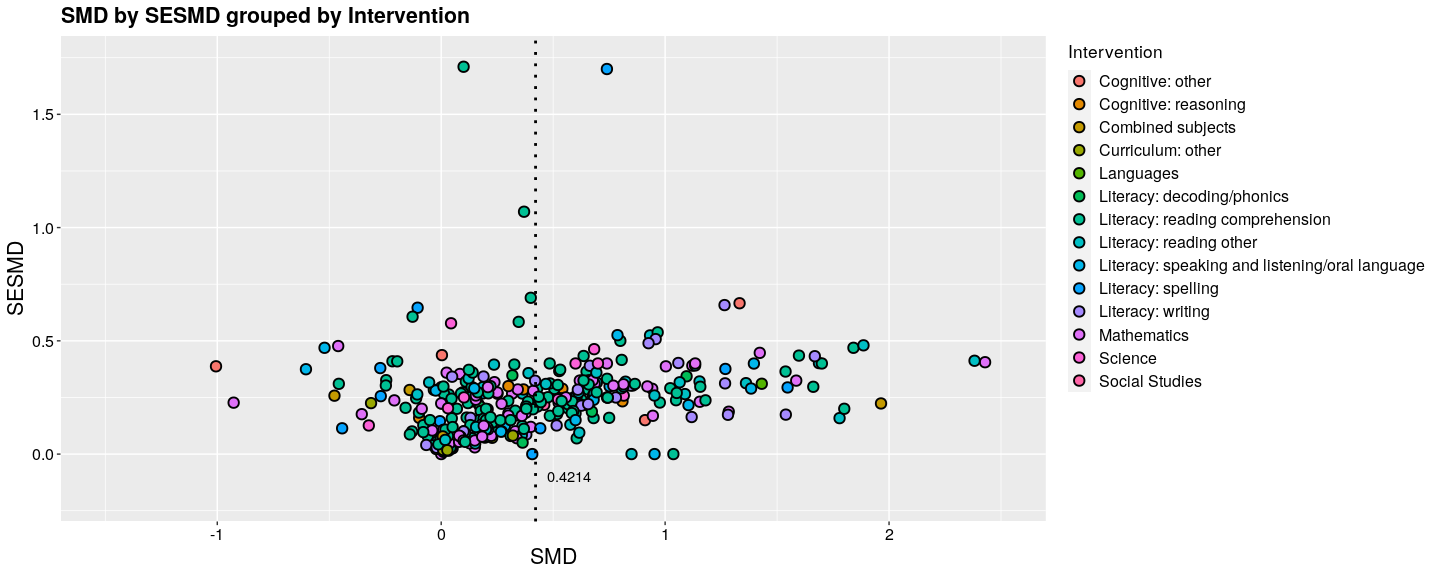 SMD by SESMD grouped by Intervention
SESMD
1.5
1.0
0.5
0.0
0.4214
-1
0
1
2
SMD
Intervention
Cognitive: other
Cognitive: reasoning
Combined subjects
Curriculum: other
Languages
Literacy: decoding/phonics
Literacy: reading comprehension
Literacy: reading other
Literacy: speaking and listening/oral language
Literacy: spelling
Literacy: writing
Mathematics
Science
Social Studies